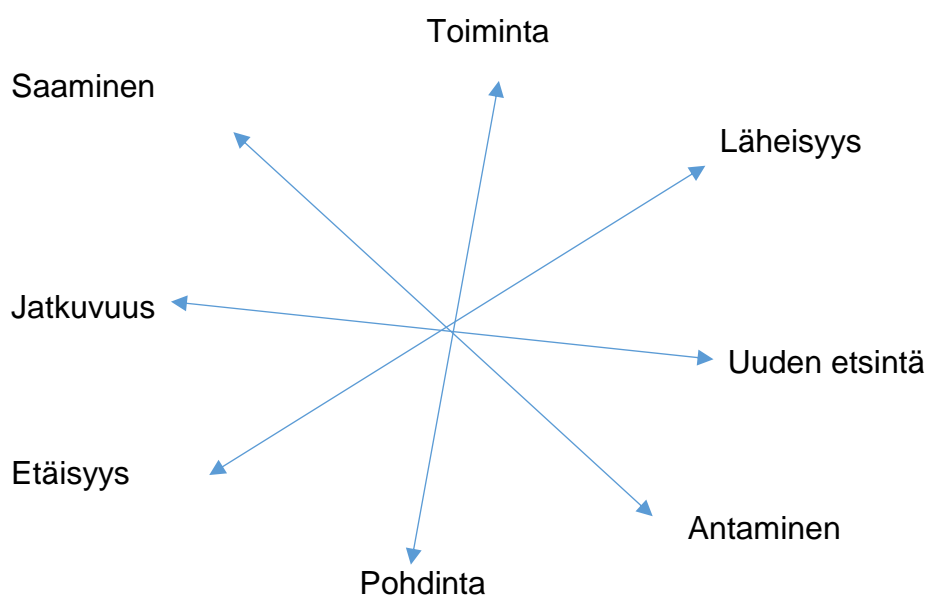 Toiminta
Saaminen
Läheisyys
Jatkuvuus
Uuden etsintä
Etäisyys
Antaminen
Pohdinta